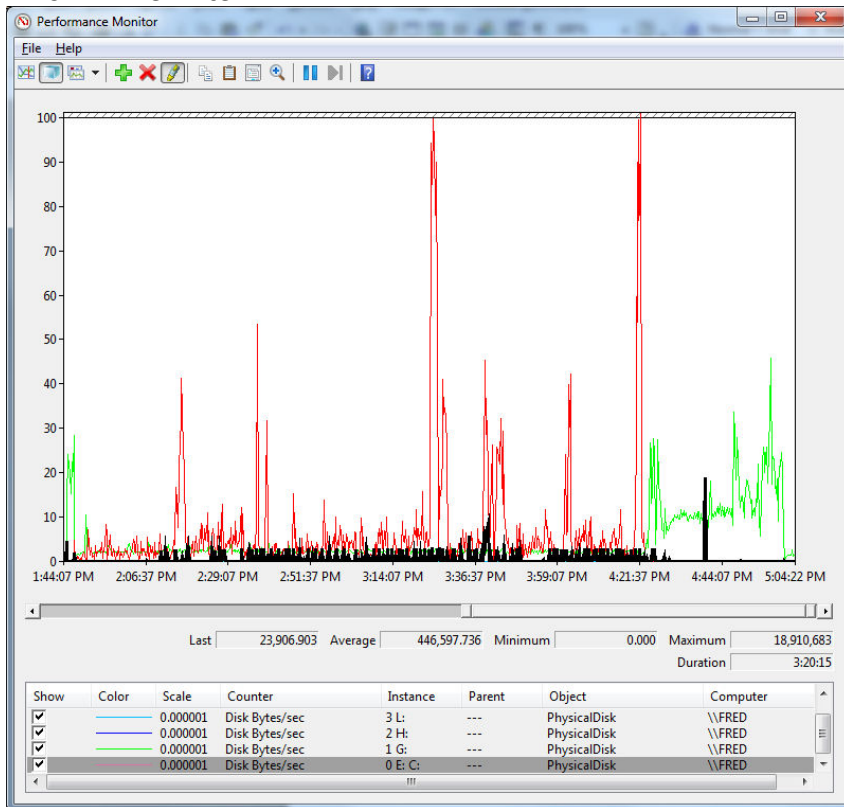 Performance Monitor
File Help
100
90
80
70
60
50
40
30
20
10
0
1:44:07 PM 2:06:37 PM 2:29:07 PM 2:51:37 PM 3:14:07 PM 3:36:37 PM 3:59:07 PM 4:21:37 PM 4:44:07 PM 5:04:22 PM
Last 23,906.903 Average 446,597.736 Minimum 0.000 Maximum 18,910,683
Duration 3:20:15
Show Color Scale Counter Instance Parent Object Computer
0.000001 Disk Bytes/sec 3 L: --- PhysicalDisk \\FRED
0.000001 Disk Bytes/sec 2 H: --- PhysicalDisk \\FRED
0.000001 Disk Bytes/sec 1 G: --- PhysicalDisk \\FRED
0.000001 Disk Bytes/sec 0 E: C: --- PhysicalDisk \\FRED